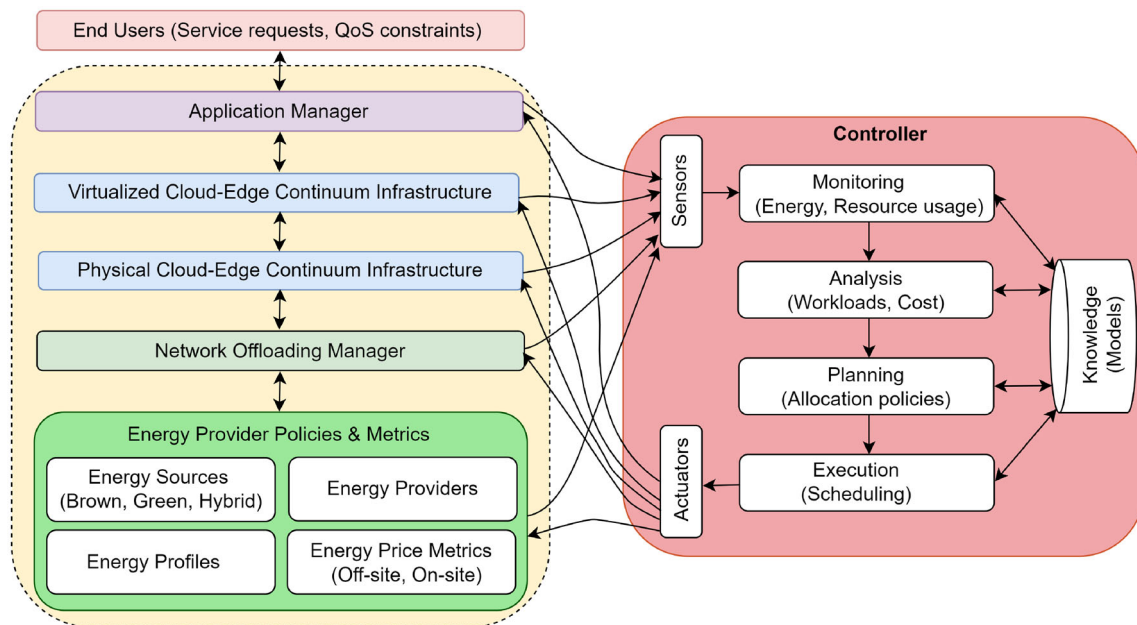 End Users (Service requests, QoS constraints)
Application Manager
Virtualized Cloud-Edge Continuum Infrastructure
Physical Cloud-Edge Continuum Infrastructure
Network Offloading Manager
Energy Provider Policies & Metrics
Energy Sources
(Brown, Green, Hybrid)
Energy Providers
Energy Profiles
Energy Price Metrics
(Off-site, On-site)
Controller
Sensors
Monitoring
(Energy, Resource usage)
Analysis
(Workloads, Cost)
Planning
(Allocation policies)
Execution
(Scheduling)
Actuators
Knowledge
(Models)